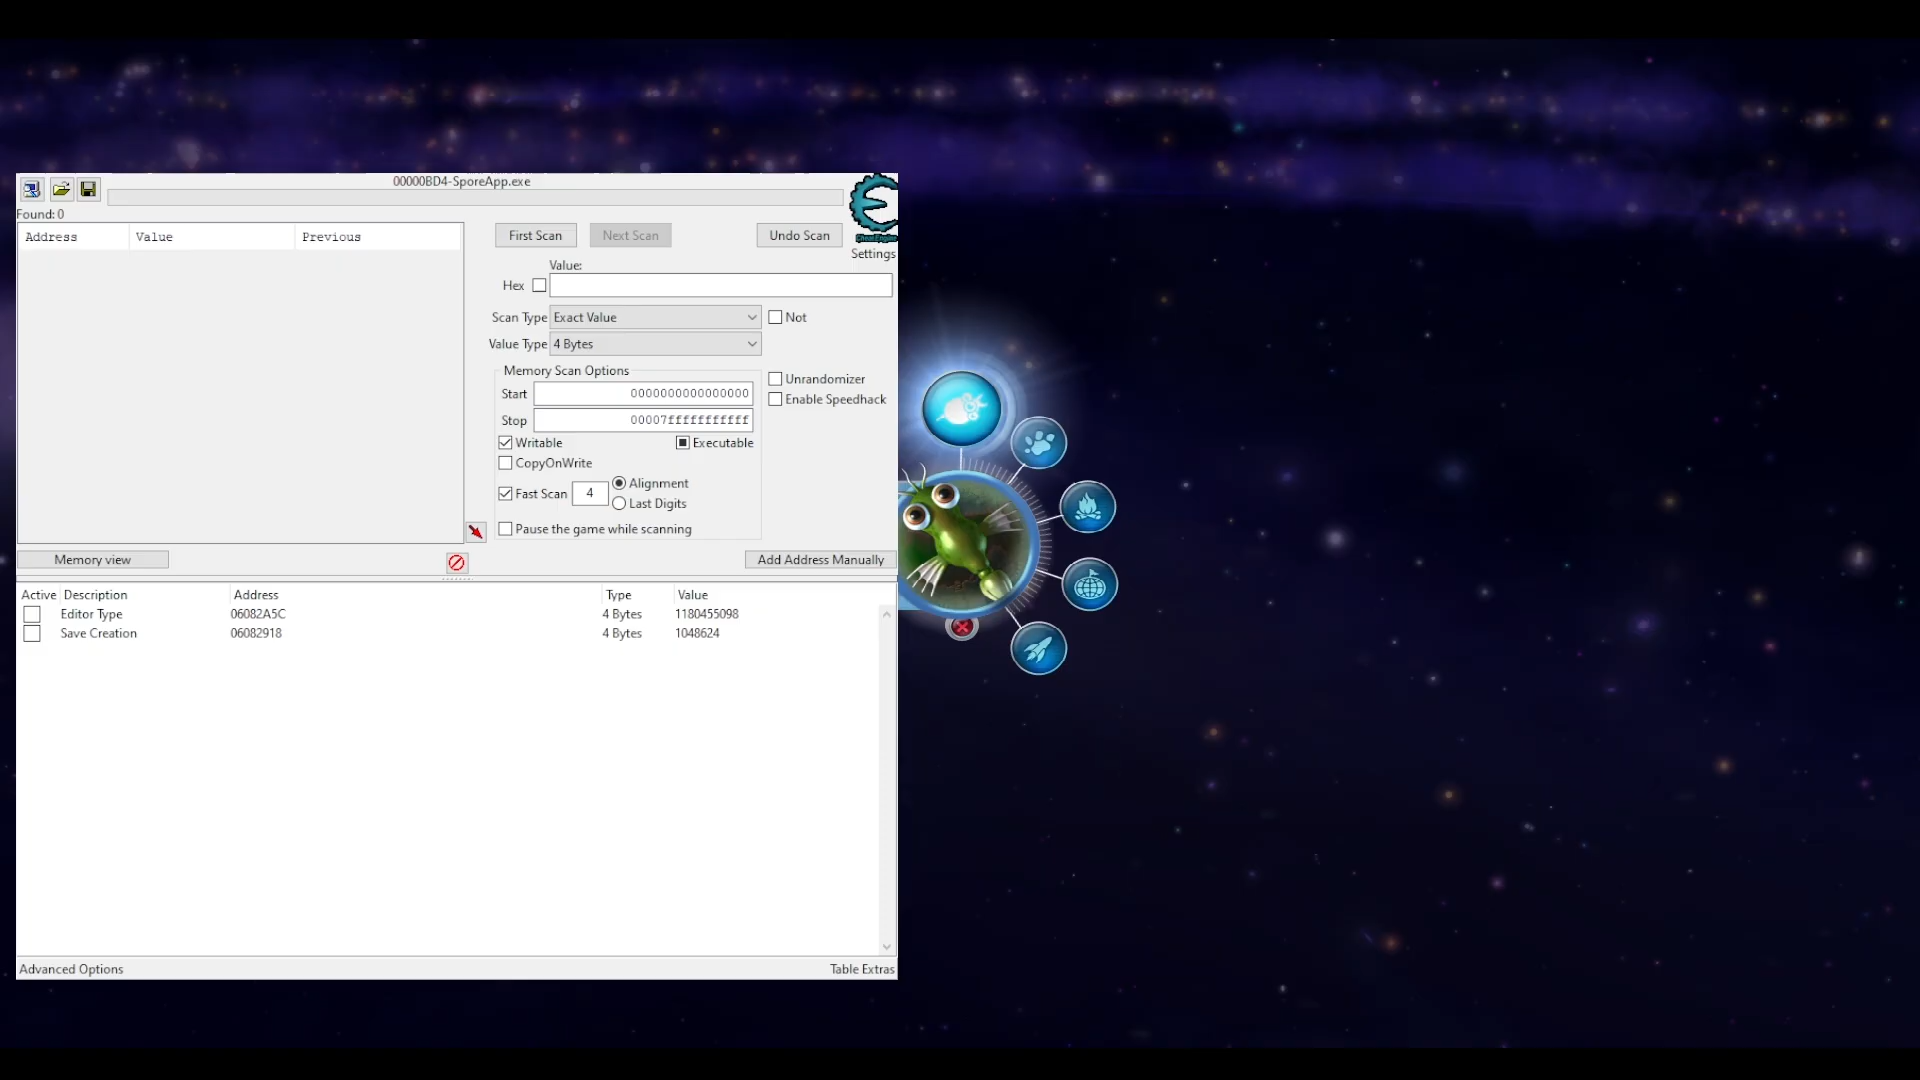 00000BD4-SporeApp.exe
Found: 0
Address Value Previous
First Scan Next Scan Undo Scan
Settings
Value:
Hex
Scan Type Exact Value Not
Value Type 4 Bytes
Memory Scan Options
Start 0000000000000000
Stop 00007fffffffffff
Unrandomizer
Enable Speedhack
Writable Executable
CopyOnWrite
Fast Scan 4 Alignment
Last Digits
Pause the game while scanning
Memory view Add Address Manually
Active Description Address Type Value
Editor Type 06082A5C 4 Bytes 1180455098
Save Creation 06082918 4 Bytes 1048624
Advanced Options Table Extras